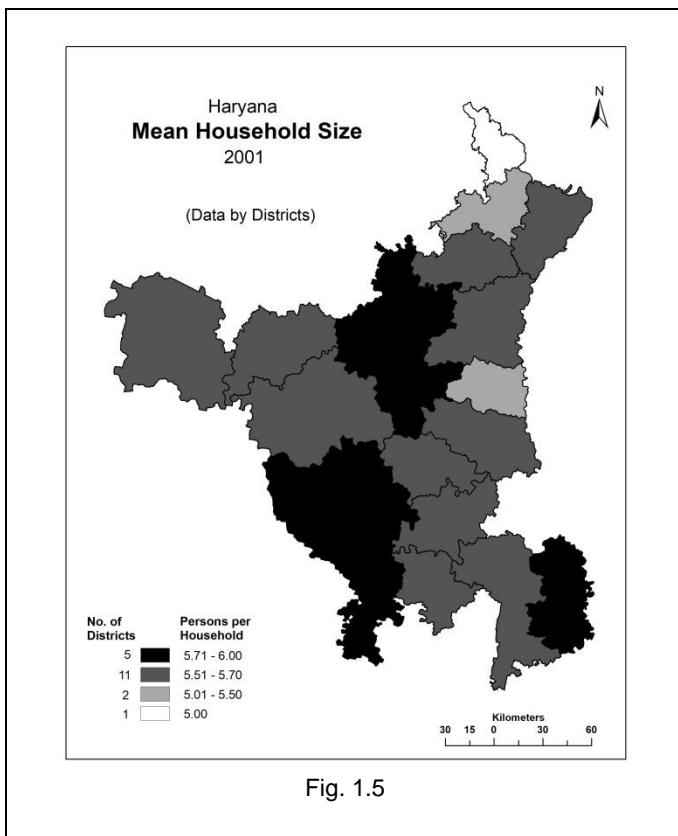 Haryana
Mean Household Size
2001
(Data by Districts)
N
No. of Districts
Persons per Household
5 5.71 - 6.00
11 5.51 - 5.70
2 5.01 - 5.50
1 5.00
Kilometers
30 15 0 30 60
Fig. 1.5